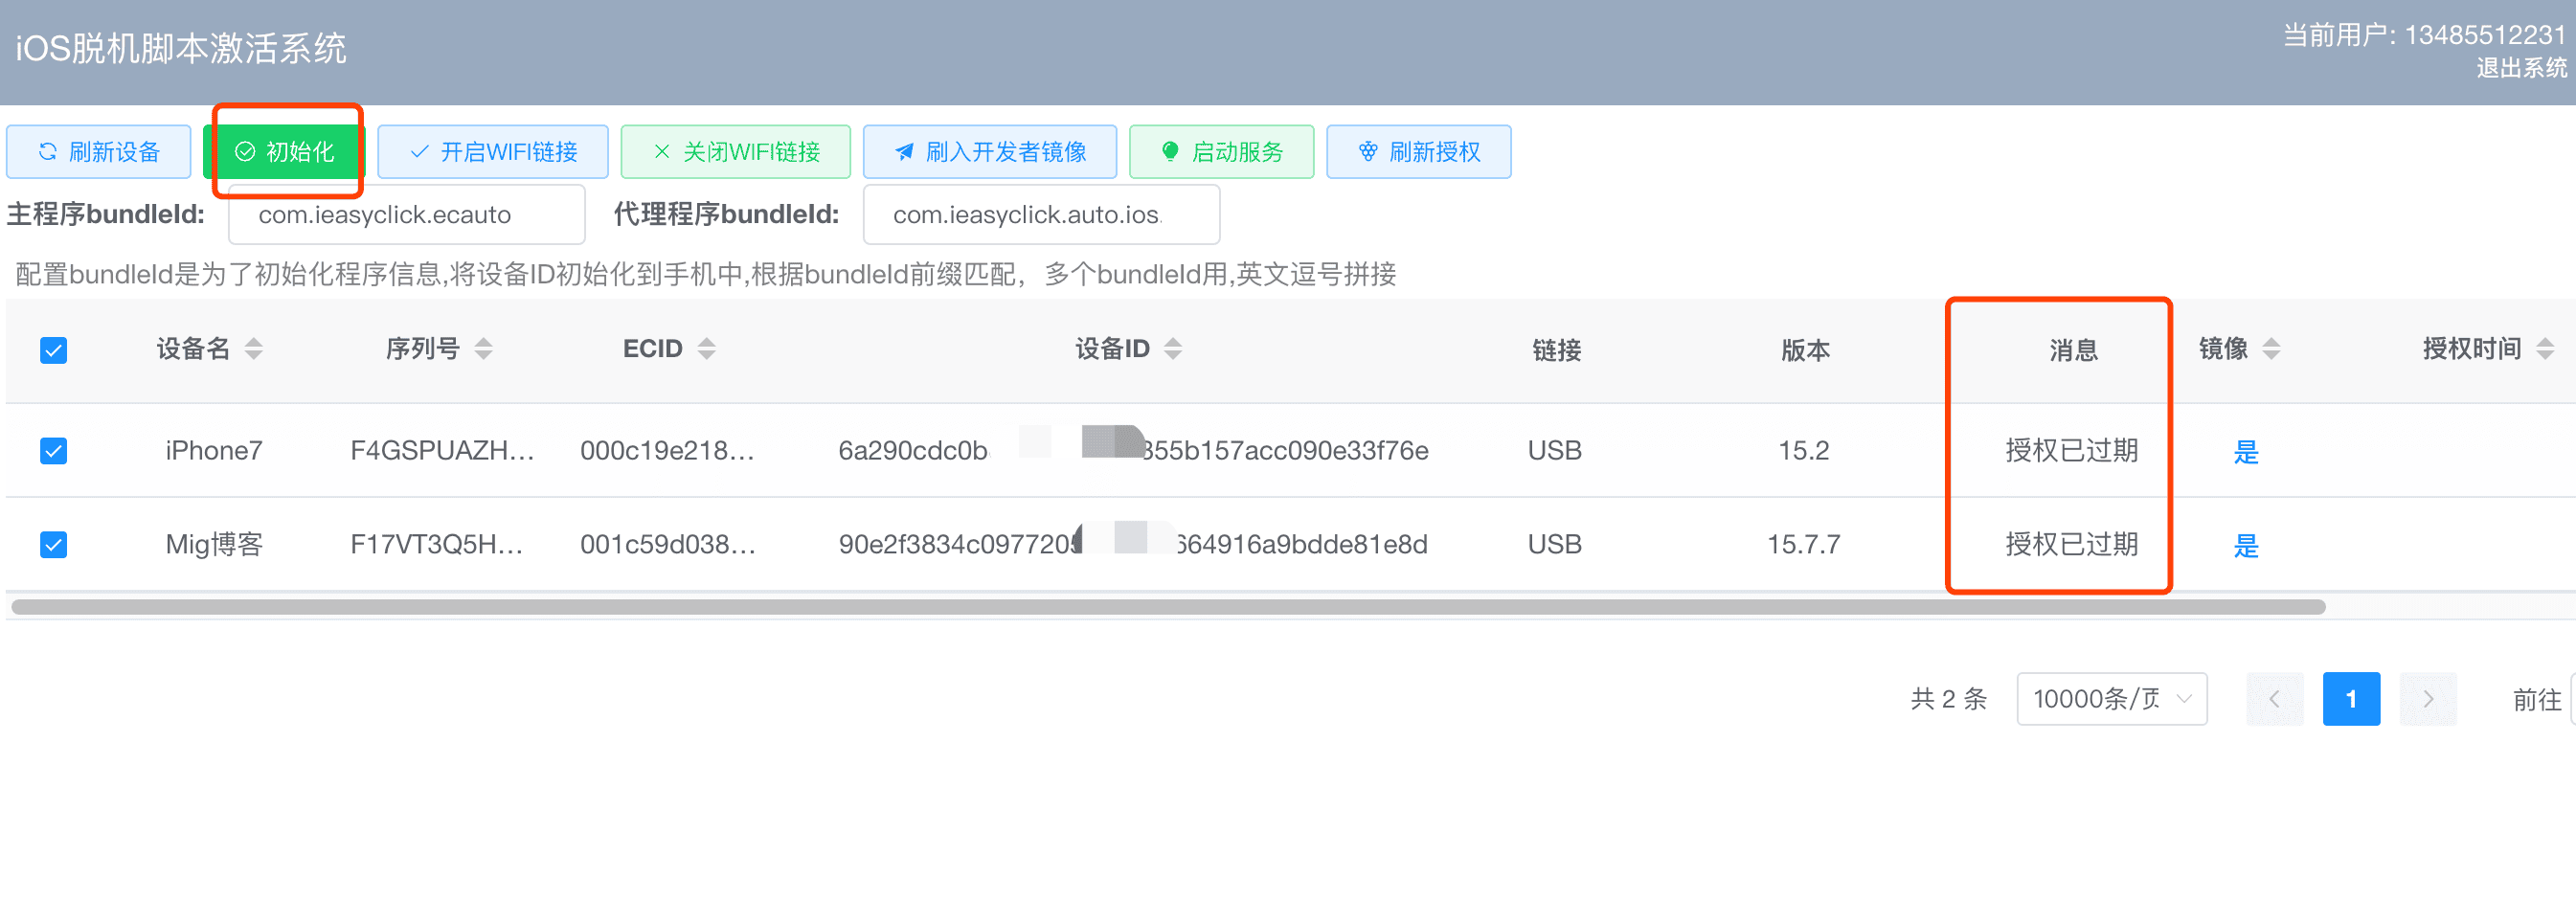 iOS脱机脚本激活系统
当前用户: 13485512231
退出系统
刷新设备 初始化 开启WIFI链接 关闭WIFI链接 刷入开发者镜像 启动服务 刷新授权
主程序bundleId: com.ieasyclick.ecauto 代理程序bundleId: com.ieasyclick.auto.ios.
配置bundleId是为了初始化程序信息,将设备ID初始化到手机中,根据bundleId前缀匹配，多个bundleId用,英文逗号拼接
设备名 序列号 ECID 设备ID 链接 版本 消息 镜像 授权时间
iPhone7 F4GSPUAZH... 000c19e218... 6a290cdc0b 355b157acc090e33f76e USB 15.2 授权已过期 是
Mig博客 F17VT3Q5H... 001c59d038... 90e2f3834c097720 664916a9bdde81e8d USB 15.7.7 授权已过期 是
共 2 条 10000条/页 1 前往